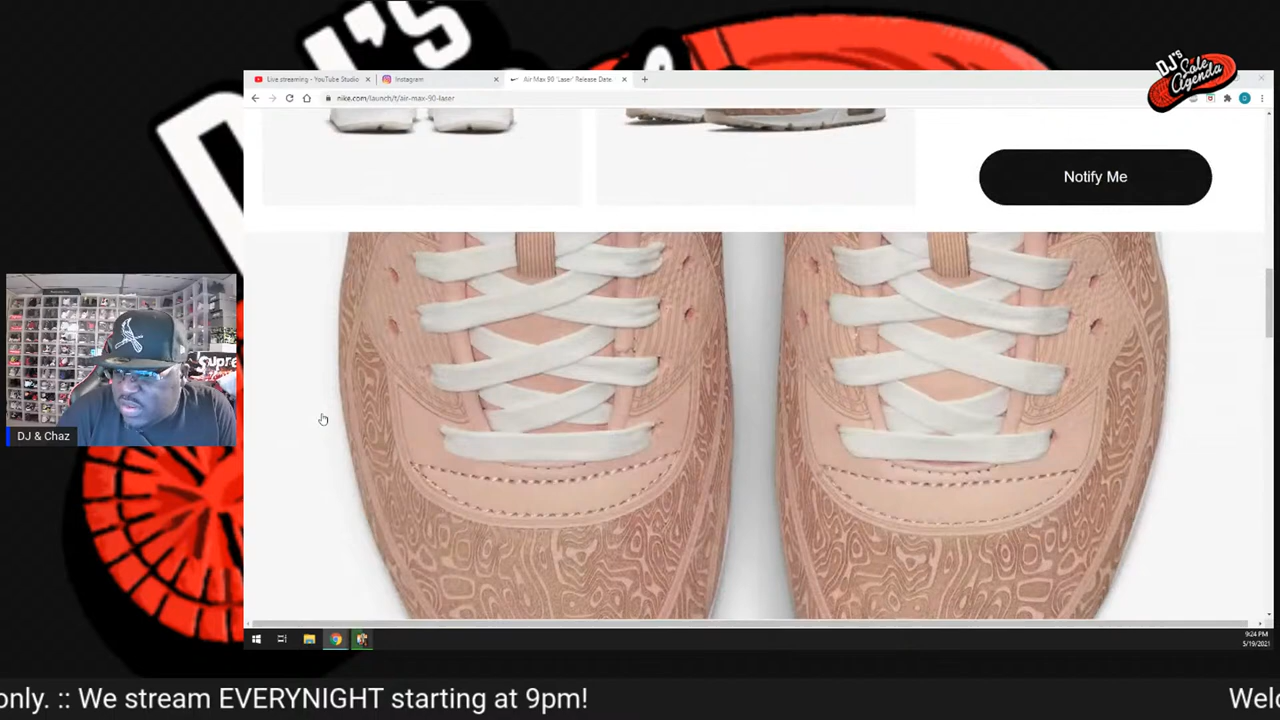 DJ's
DJ's
Sole
Agenda
Live streaming - YouTube Studio
Instagram
Air Max 90 'Laser' Release Date
nike.com/launch/t/air-max-90-laser
Notify Me
Supreme
DJ & Chaz
9:24 PM
5/19/2021
only. :: We stream EVERYNIGHT starting at 9pm!
Welc